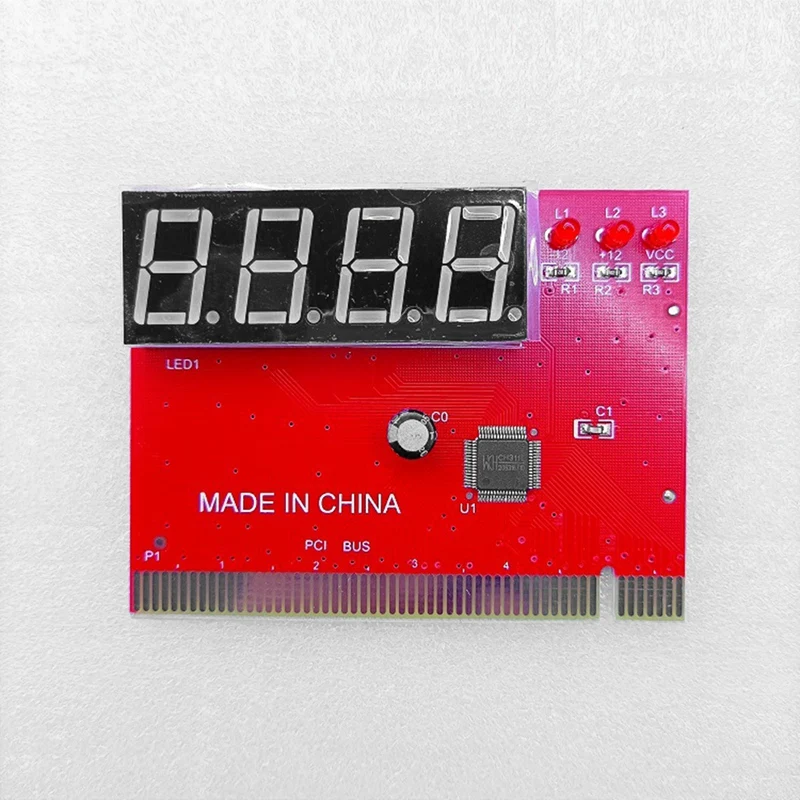 L1 L2 L3
+12 VCC
R1 R2 R3
LED1
C0
C1
CH311
U1
MADE IN CHINA
PCI BUS
P1
1 2 3 4